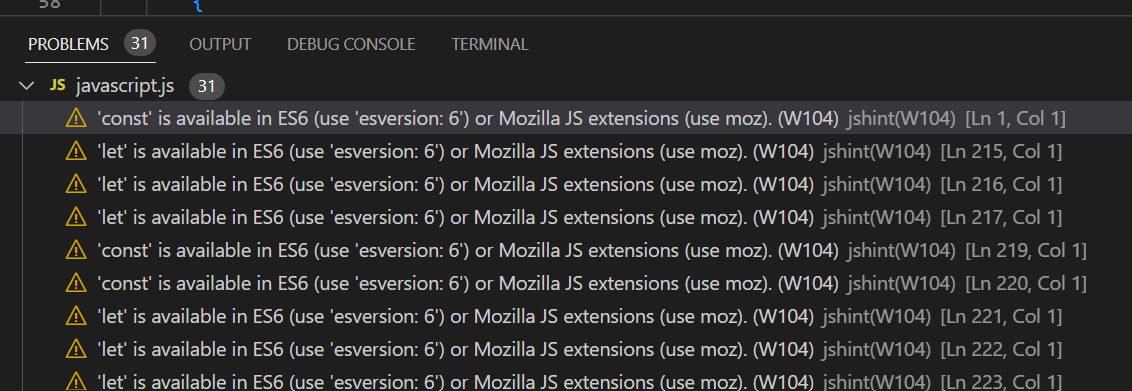 58 {
PROBLEMS 31 OUTPUT DEBUG CONSOLE TERMINAL
JS javascript.js 31
'const' is available in ES6 (use 'esversion: 6') or Mozilla JS extensions (use moz). (W104) jshint(W104) [Ln 1, Col 1]
'let' is available in ES6 (use 'esversion: 6') or Mozilla JS extensions (use moz). (W104) jshint(W104) [Ln 215, Col 1]
'let' is available in ES6 (use 'esversion: 6') or Mozilla JS extensions (use moz). (W104) jshint(W104) [Ln 216, Col 1]
'let' is available in ES6 (use 'esversion: 6') or Mozilla JS extensions (use moz). (W104) jshint(W104) [Ln 217, Col 1]
'const' is available in ES6 (use 'esversion: 6') or Mozilla JS extensions (use moz). (W104) jshint(W104) [Ln 219, Col 1]
'const' is available in ES6 (use 'esversion: 6') or Mozilla JS extensions (use moz). (W104) jshint(W104) [Ln 220, Col 1]
'let' is available in ES6 (use 'esversion: 6') or Mozilla JS extensions (use moz). (W104) jshint(W104) [Ln 221, Col 1]
'let' is available in ES6 (use 'esversion: 6') or Mozilla JS extensions (use moz). (W104) jshint(W104) [Ln 222, Col 1]
'let' is available in ES6 (use 'esversion: 6') or Mozilla JS extensions (use moz). (W104) jshint(W104) [Ln 223, Col 1]